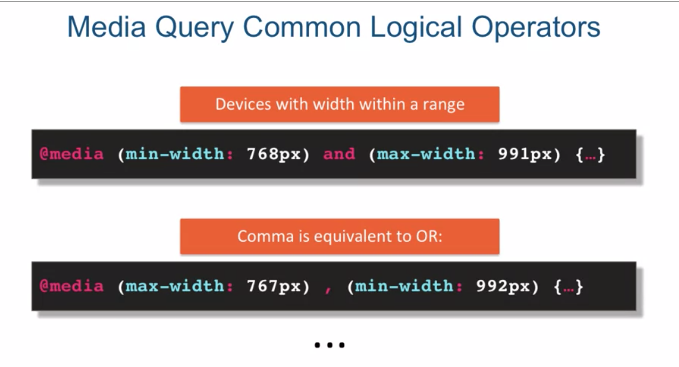 Media Query Common Logical Operators
Devices with width within a range
@media (min-width: 768px) and (max-width: 991px) {…}
Comma is equivalent to OR:
@media (max-width: 767px) , (min-width: 992px) {…}
...